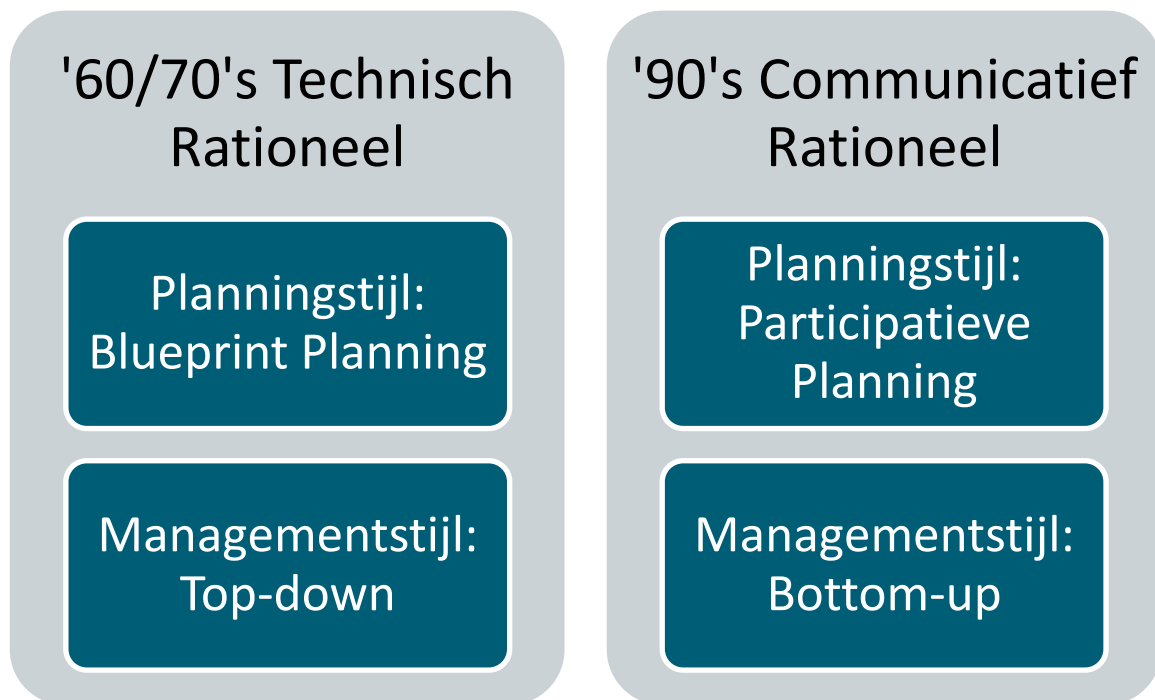 '60/70's Technisch
Rationeel
Planningstijl:
Blueprint Planning
Managementstijl:
Top-down
'90's Communicatief
Rationeel
Planningstijl:
Participatieve
Planning
Managementstijl:
Bottom-up